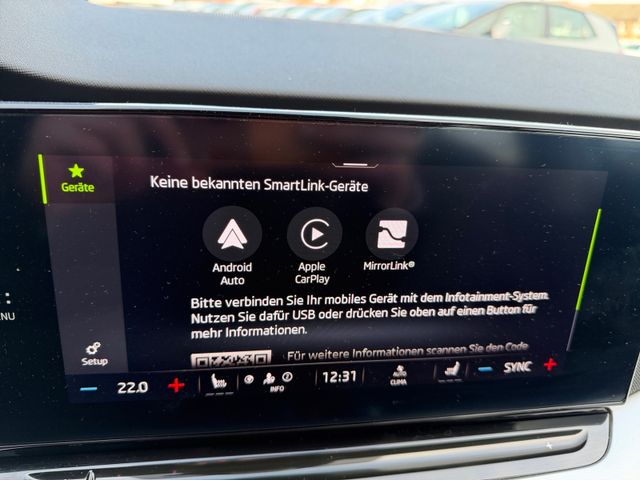 Geräte
Keine bekannten SmartLink-Geräte
Android
Auto
Apple
CarPlay
MirrorLink®
Bitte verbinden Sie Ihr mobiles Gerät mit dem Infotainment-System.
Nutzen Sie dafür USB oder drücken Sie oben auf einen Button für
mehr Informationen.
Für weitere Informationen scannen Sie den Code
Setup
22.0
INFO
12:31
AUTO
CLIMA
SYNC